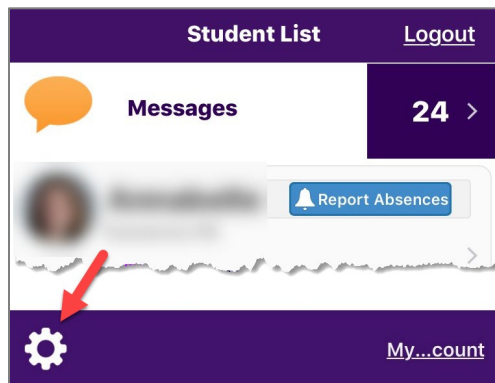 Student List
Logout
Messages
24 >
Report Absences
My...count